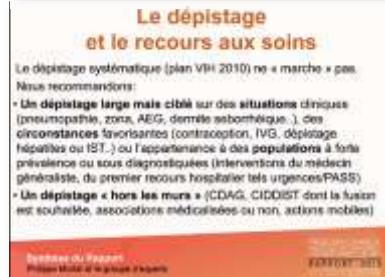 Le dépistage
et le recours aux soins
Le dépistage systématique (plan VIH 2010) ne « marche » pas.
Nous recommandons:
• Un dépistage large mais ciblé sur des situations cliniques
(pneumopathie, zona, AEG, dermite séborrhéique..), des
circonstances favorisantes (contraception, IVG, dépistage
hépatites ou IST..) ou l'appartenance à des populations à forte
prévalence ou sous diagnostiquées (interventions du médecin
généraliste, du premier recours hospitalier tels urgences/PASS)
• Un dépistage « hors les murs » (CDAG, CIDDIST dont la fusion
est souhaitée, associations médicalisées ou non, actions mobiles)
Synthèse du Rapport
Philippe Morlat et le groupe d'experts
RAPPORT 2013